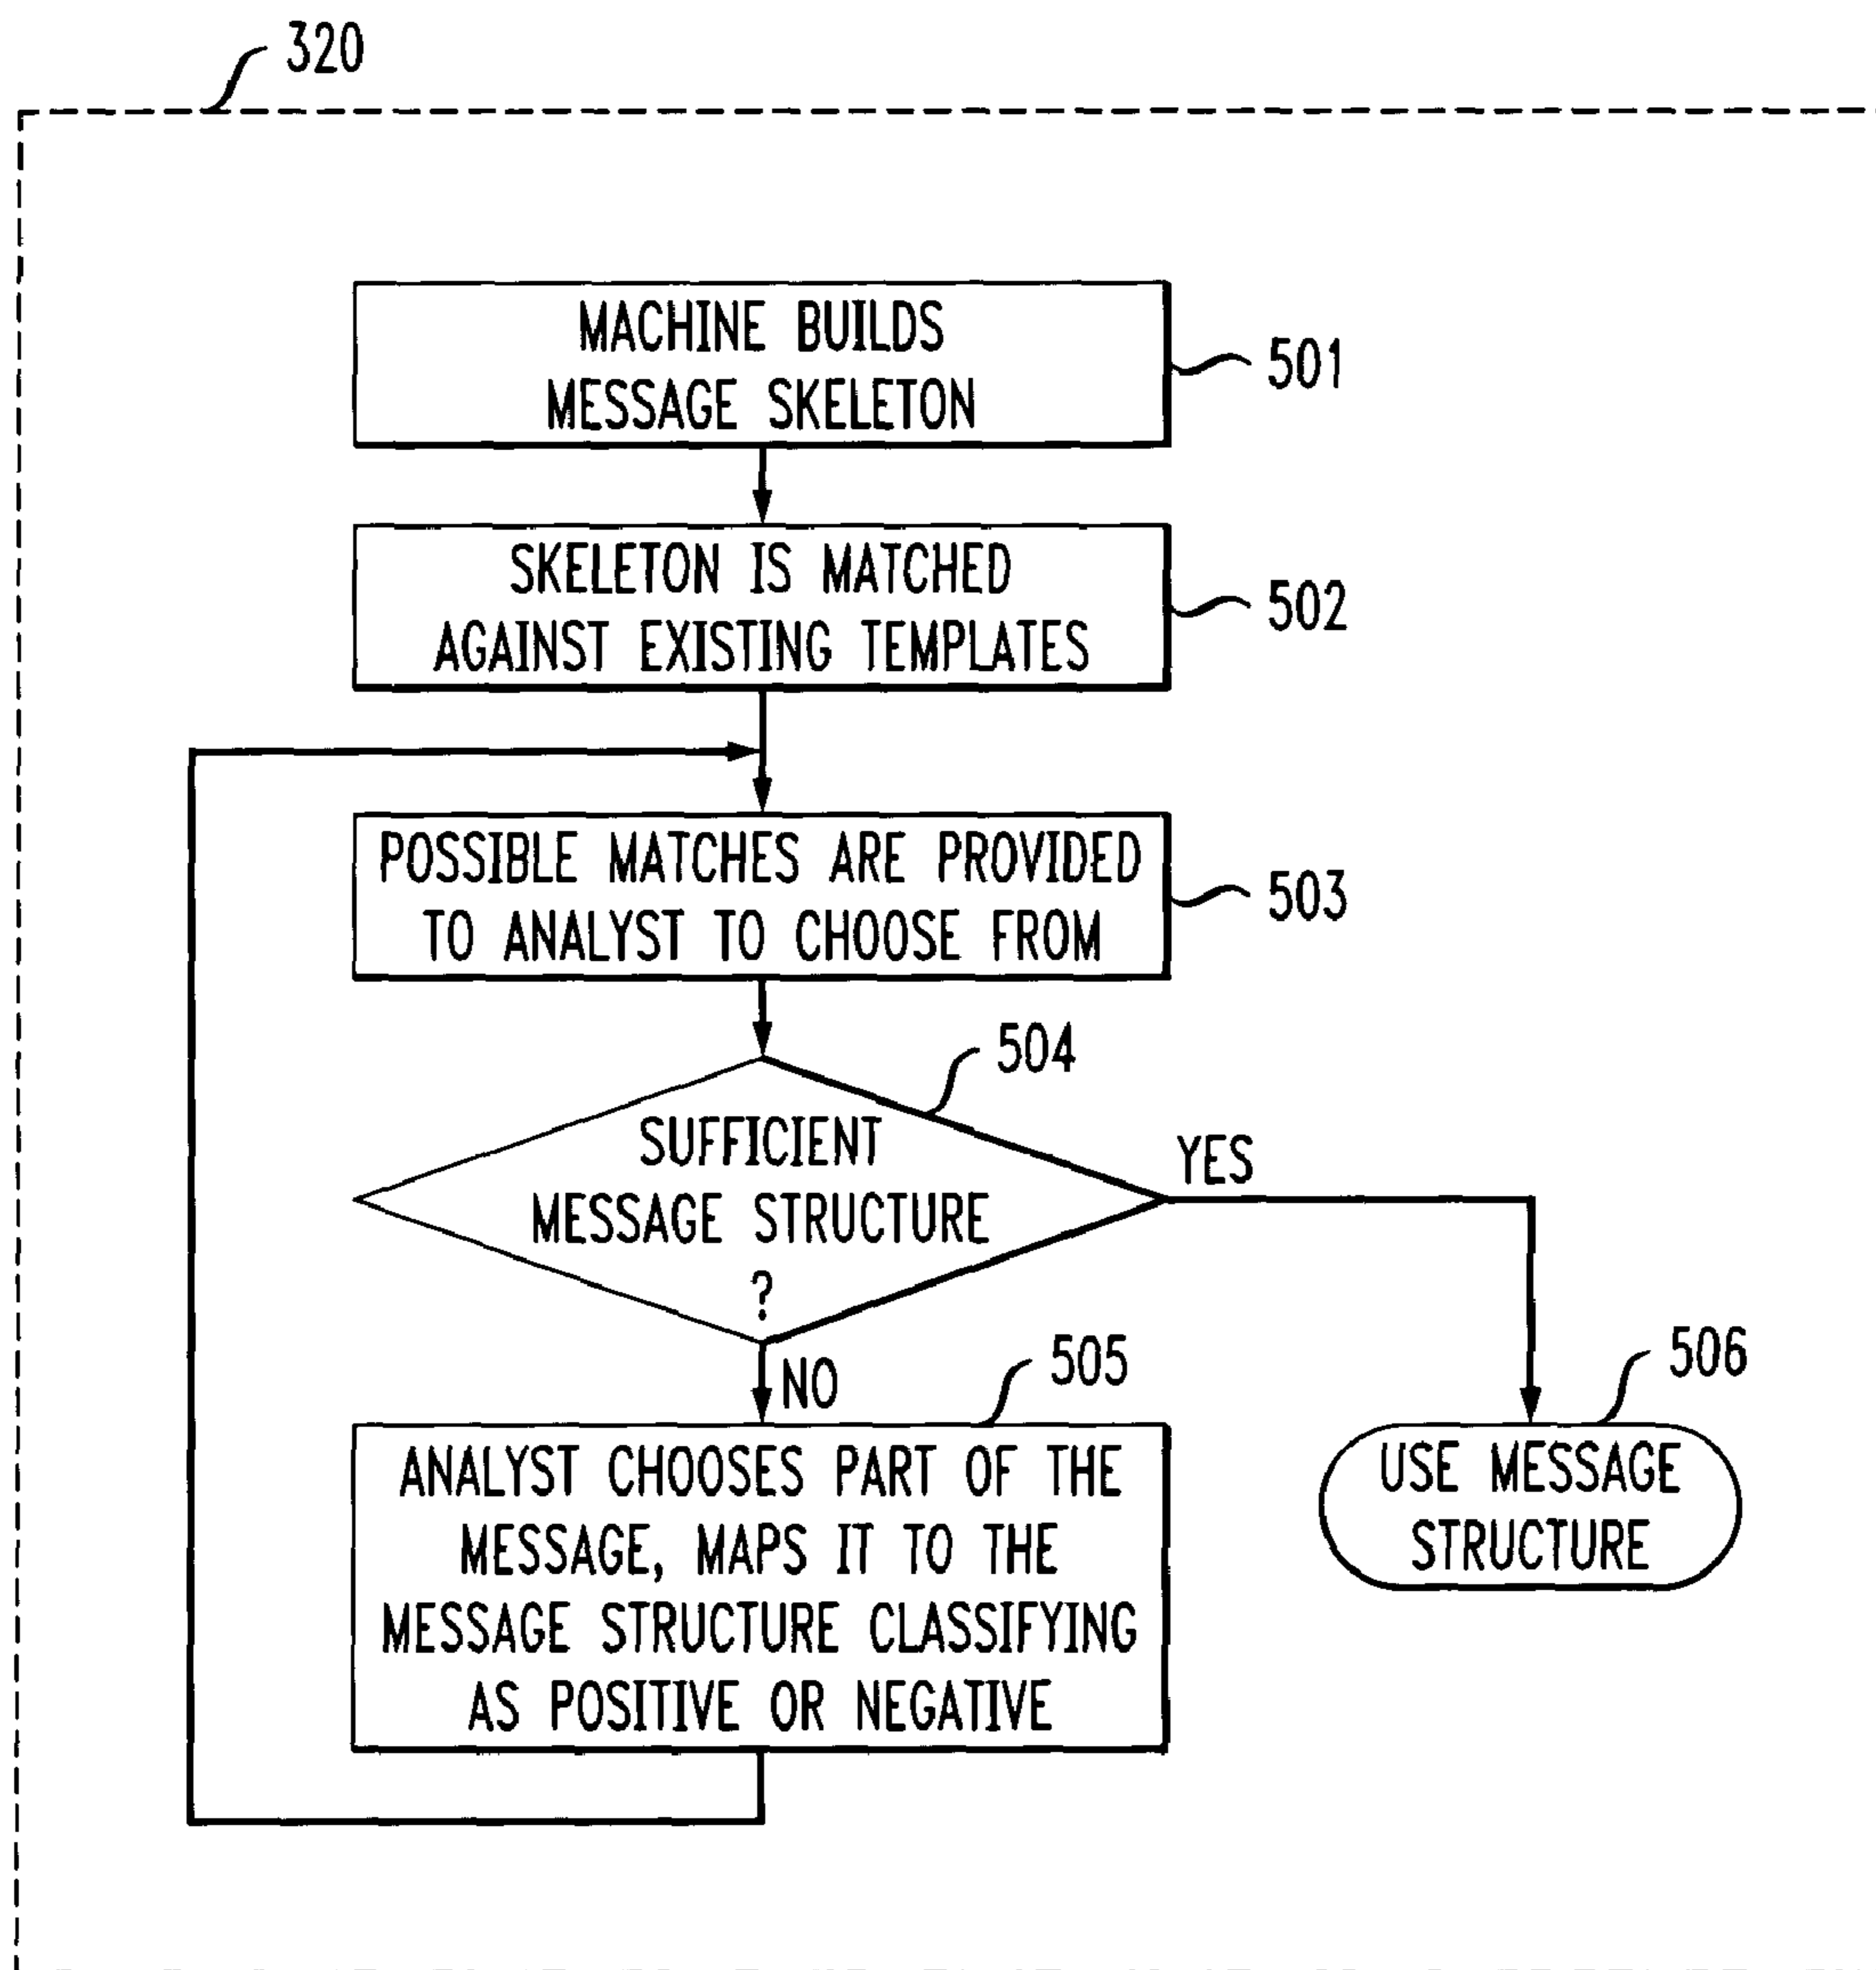 320
MACHINE BUILDS
MESSAGE SKELETON
501
SKELETON IS MATCHED
AGAINST EXISTING TEMPLATES
502
POSSIBLE MATCHES ARE PROVIDED
TO ANALYST TO CHOOSE FROM
503
504
SUFFICIENT
MESSAGE STRUCTURE
?
YES
NO
505
ANALYST CHOOSES PART OF THE
MESSAGE, MAPS IT TO THE
MESSAGE STRUCTURE CLASSIFYING
AS POSITIVE OR NEGATIVE
506
USE MESSAGE
STRUCTURE